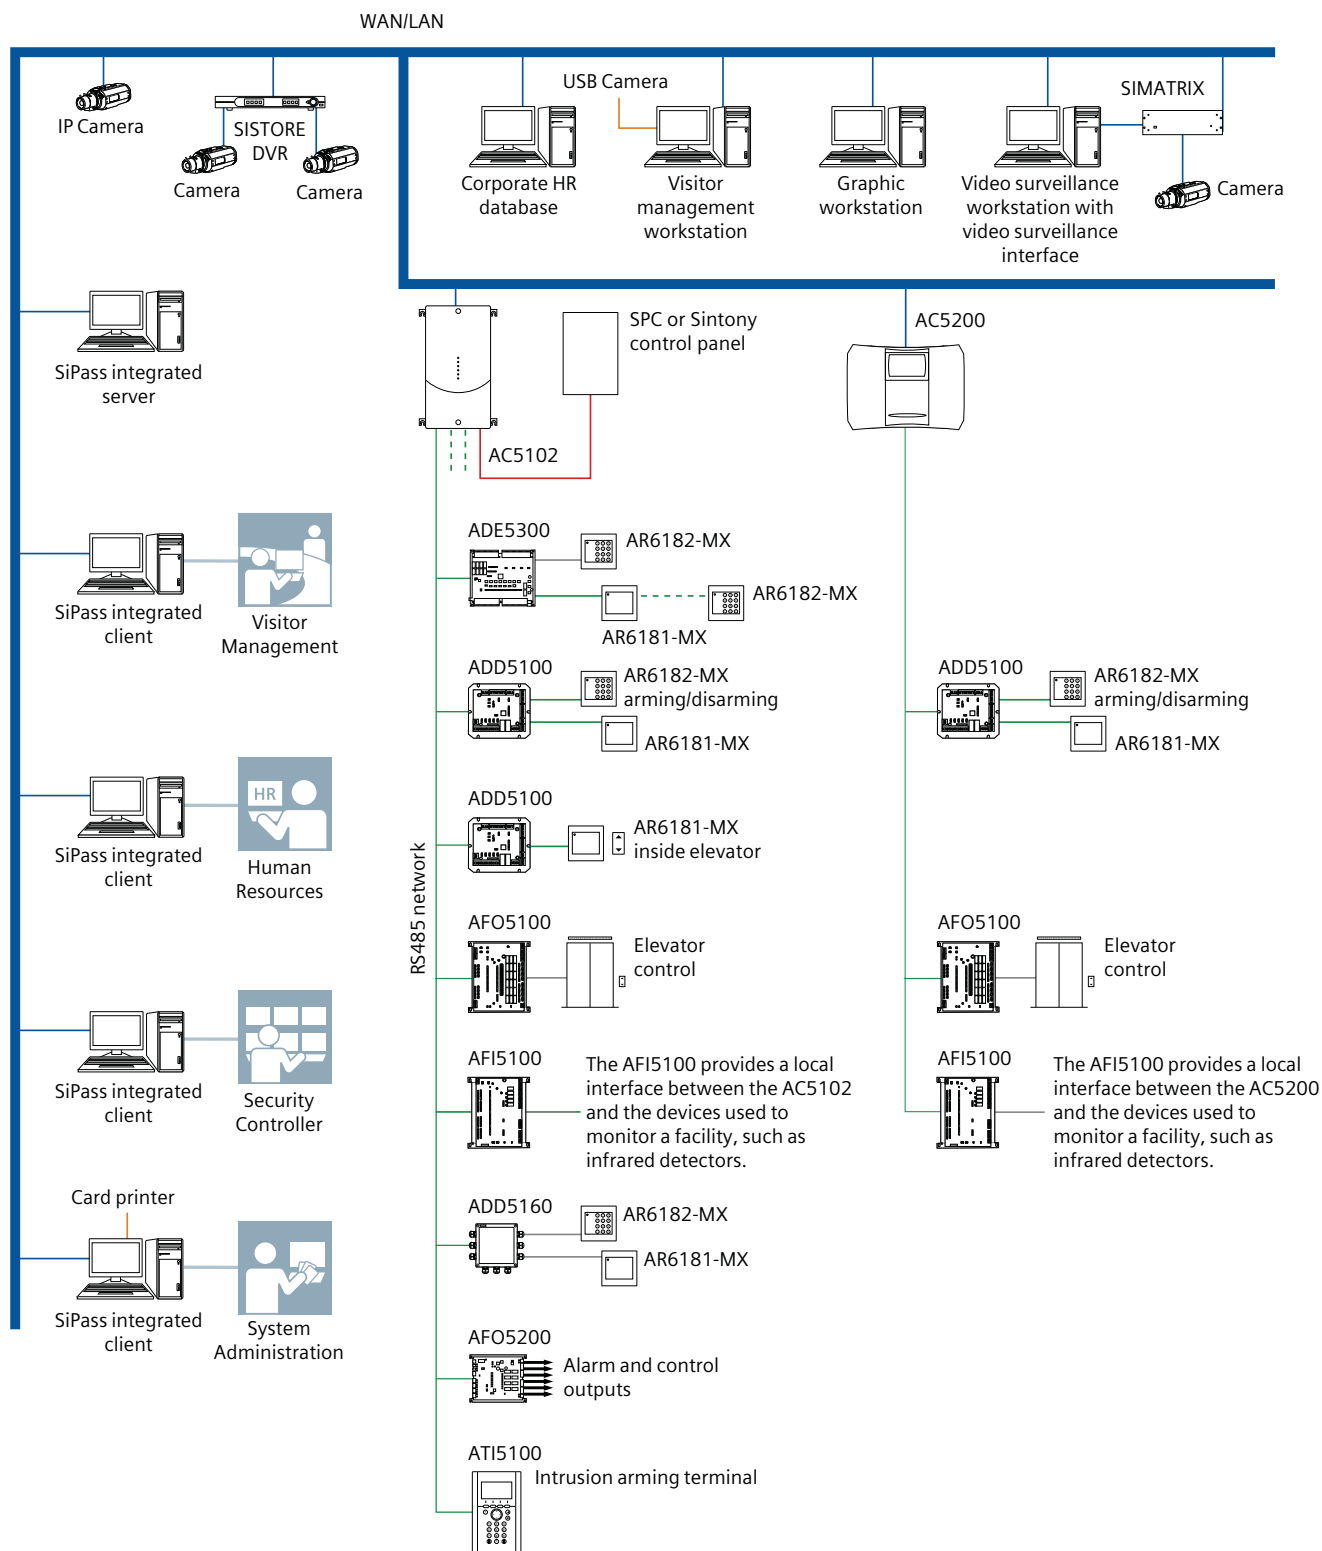 WAN/LAN
IP Camera
SISTORE
DVR
Camera
Camera
USB Camera
SIMATRIX
Corporate HR
database
Visitor
management
workstation
Graphic
workstation
Video surveillance
workstation with
video surveillance
interface
Camera
SiPass integrated
server
SPC or Sintony
control panel
AC5200
AC5102
SiPass integrated
client
Visitor
Management
ADE5300
AR6182-MX
AR6182-MX
AR6181-MX
ADD5100
AR6182-MX
arming/disarming
AR6181-MX
ADD5100
AR6182-MX
arming/disarming
AR6181-MX
HR
SiPass integrated
client
Human
Resources
RS485 network
ADD5100
AR6181-MX
inside elevator
AFO5100
Elevator
control
AFO5100
Elevator
control
SiPass integrated
client
Security
Controller
AFI5100
The AFI5100 provides a local
interface between the AC5102
and the devices used to
monitor a facility, such as
infrared detectors.
AFI5100
The AFI5100 provides a local
interface between the AC5200
and the devices used to
monitor a facility, such as
infrared detectors.
Card printer
SiPass integrated
client
System
Administration
ADD5160
AR6182-MX
AR6181-MX
AFO5200
Alarm and control
outputs
ATI5100
Intrusion arming terminal